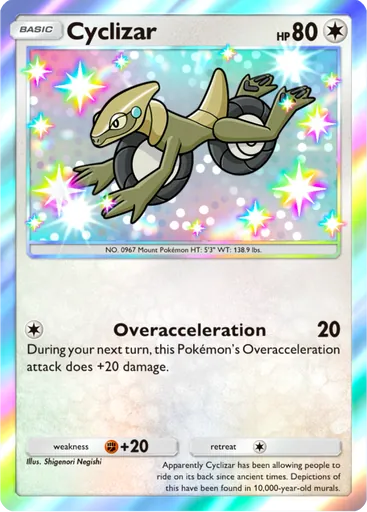 BASIC Cyclizar HP 80
NO. 0967 Mount Pokémon HT: 5'3" WT: 138.9 lbs.
Overacceleration 20
During your next turn, this Pokémon's Overacceleration
attack does +20 damage.
weakness +20 retreat
Illus. Shigenori Negishi
Apparently Cyclizar has been allowing people to
ride on its back since ancient times. Depictions of
this have been found in 10,000-year-old murals.